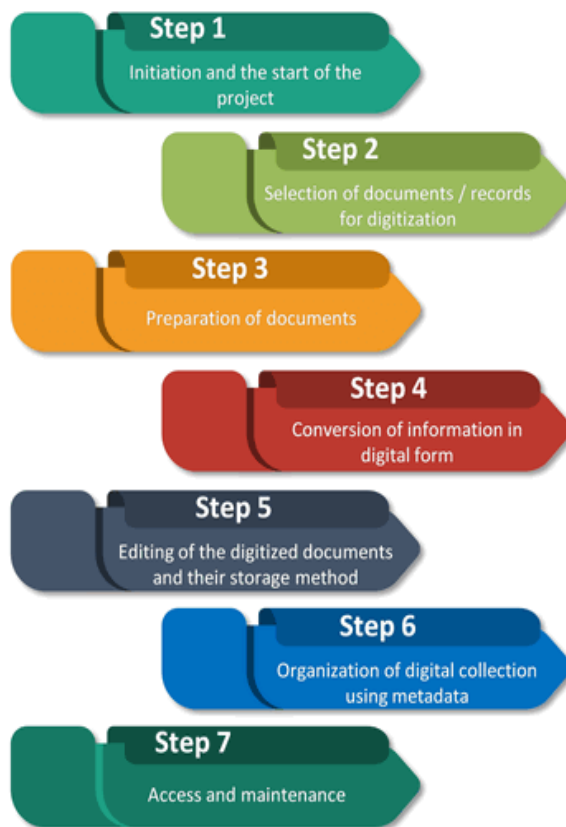 Step 1
Initiation and the start of the
project
Step 2
Selection of documents / records
for digitization
Step 3
Preparation of documents
Step 4
Conversion of information in
digital form
Step 5
Editing of the digitized documents
and their storage method
Step 6
Organization of digital collection
using metadata
Step 7
Access and maintenance